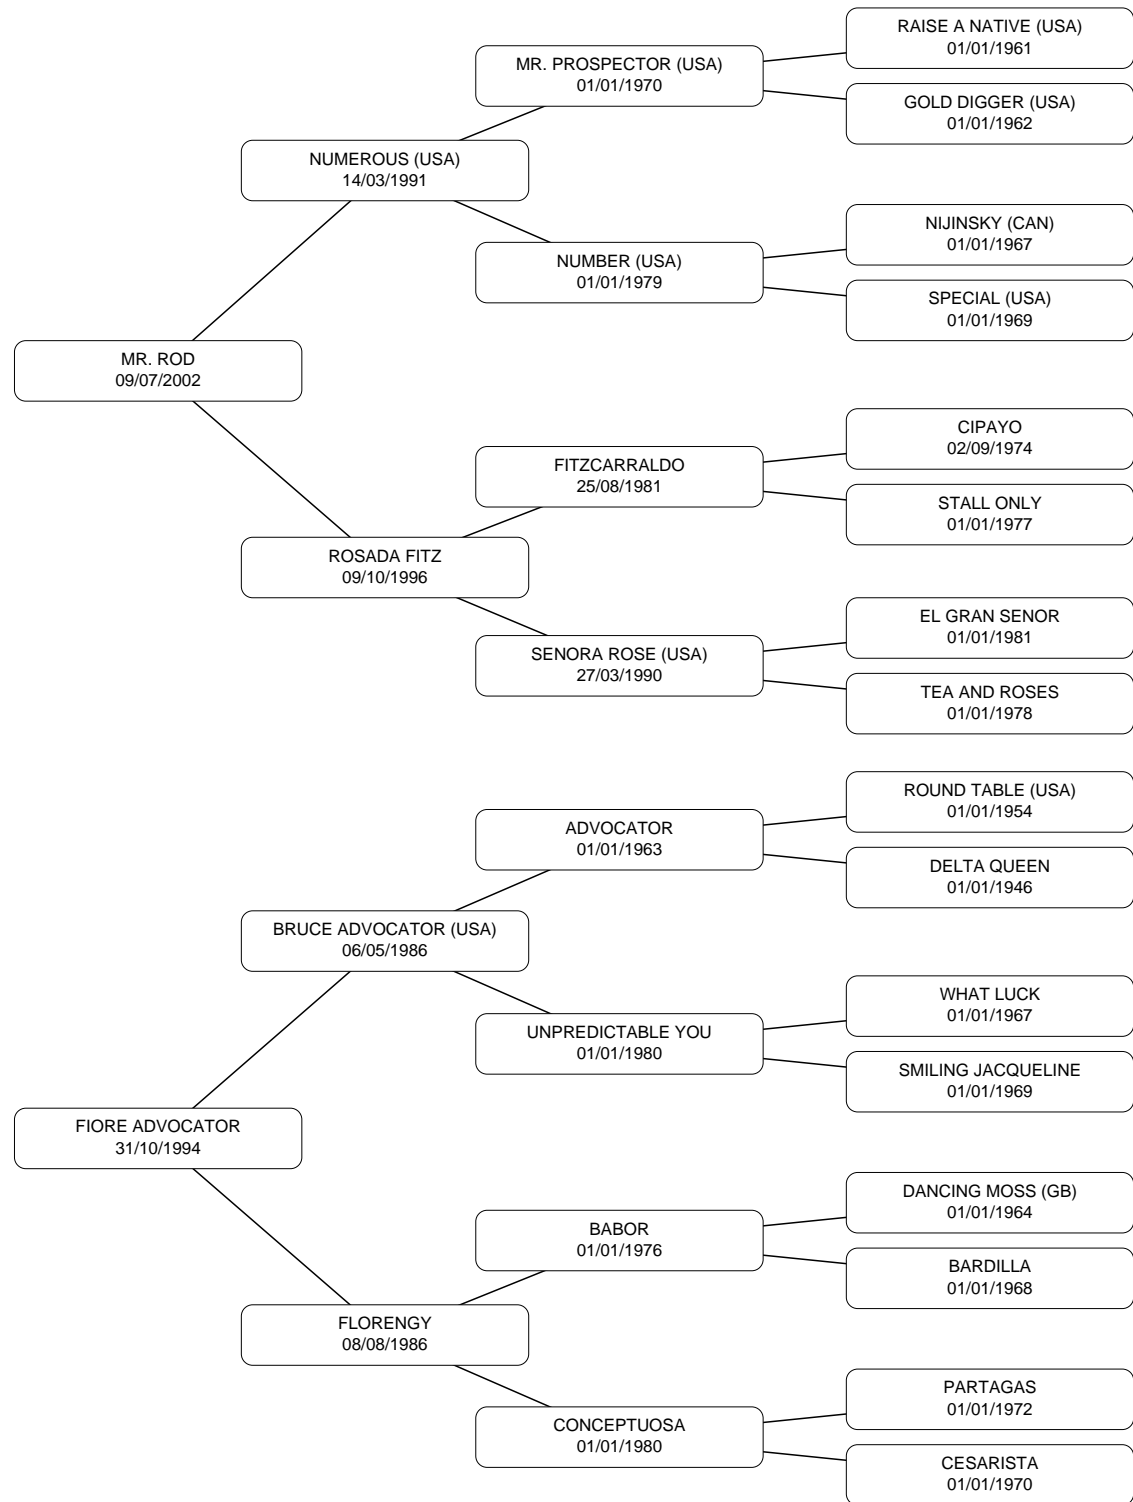 RAISE A NATIVE (USA)
01/01/1961
MR. PROSPECTOR (USA)
01/01/1970
GOLD DIGGER (USA)
01/01/1962
NUMEROUS (USA)
14/03/1991
NIJINSKY (CAN)
01/01/1967
NUMBER (USA)
01/01/1979
SPECIAL (USA)
01/01/1969
MR. ROD
09/07/2002
CIPAYO
02/09/1974
FITZCARRALDO
25/08/1981
STALL ONLY
01/01/1977
ROSADA FITZ
09/10/1996
EL GRAN SENOR
01/01/1981
SENORA ROSE (USA)
27/03/1990
TEA AND ROSES
01/01/1978
ROUND TABLE (USA)
01/01/1954
ADVOCATOR
01/01/1963
DELTA QUEEN
01/01/1946
BRUCE ADVOCATOR (USA)
06/05/1986
WHAT LUCK
01/01/1967
UNPREDICTABLE YOU
01/01/1980
SMILING JACQUELINE
01/01/1969
FIORE ADVOCATOR
31/10/1994
DANCING MOSS (GB)
01/01/1964
BABOR
01/01/1976
BARDILLA
01/01/1968
FLORENGY
08/08/1986
PARTAGAS
01/01/1972
CONCEPTUOSA
01/01/1980
CESARISTA
01/01/1970